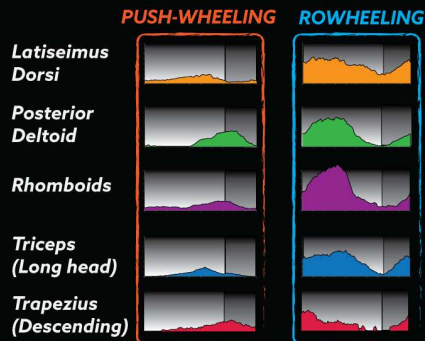 PUSH-WHEELING
ROWHEELING
Latiseimus
Dorsi
Posterior
Deltoid
Rhomboids
Triceps
(Long head)
Trapezius
(Descending)